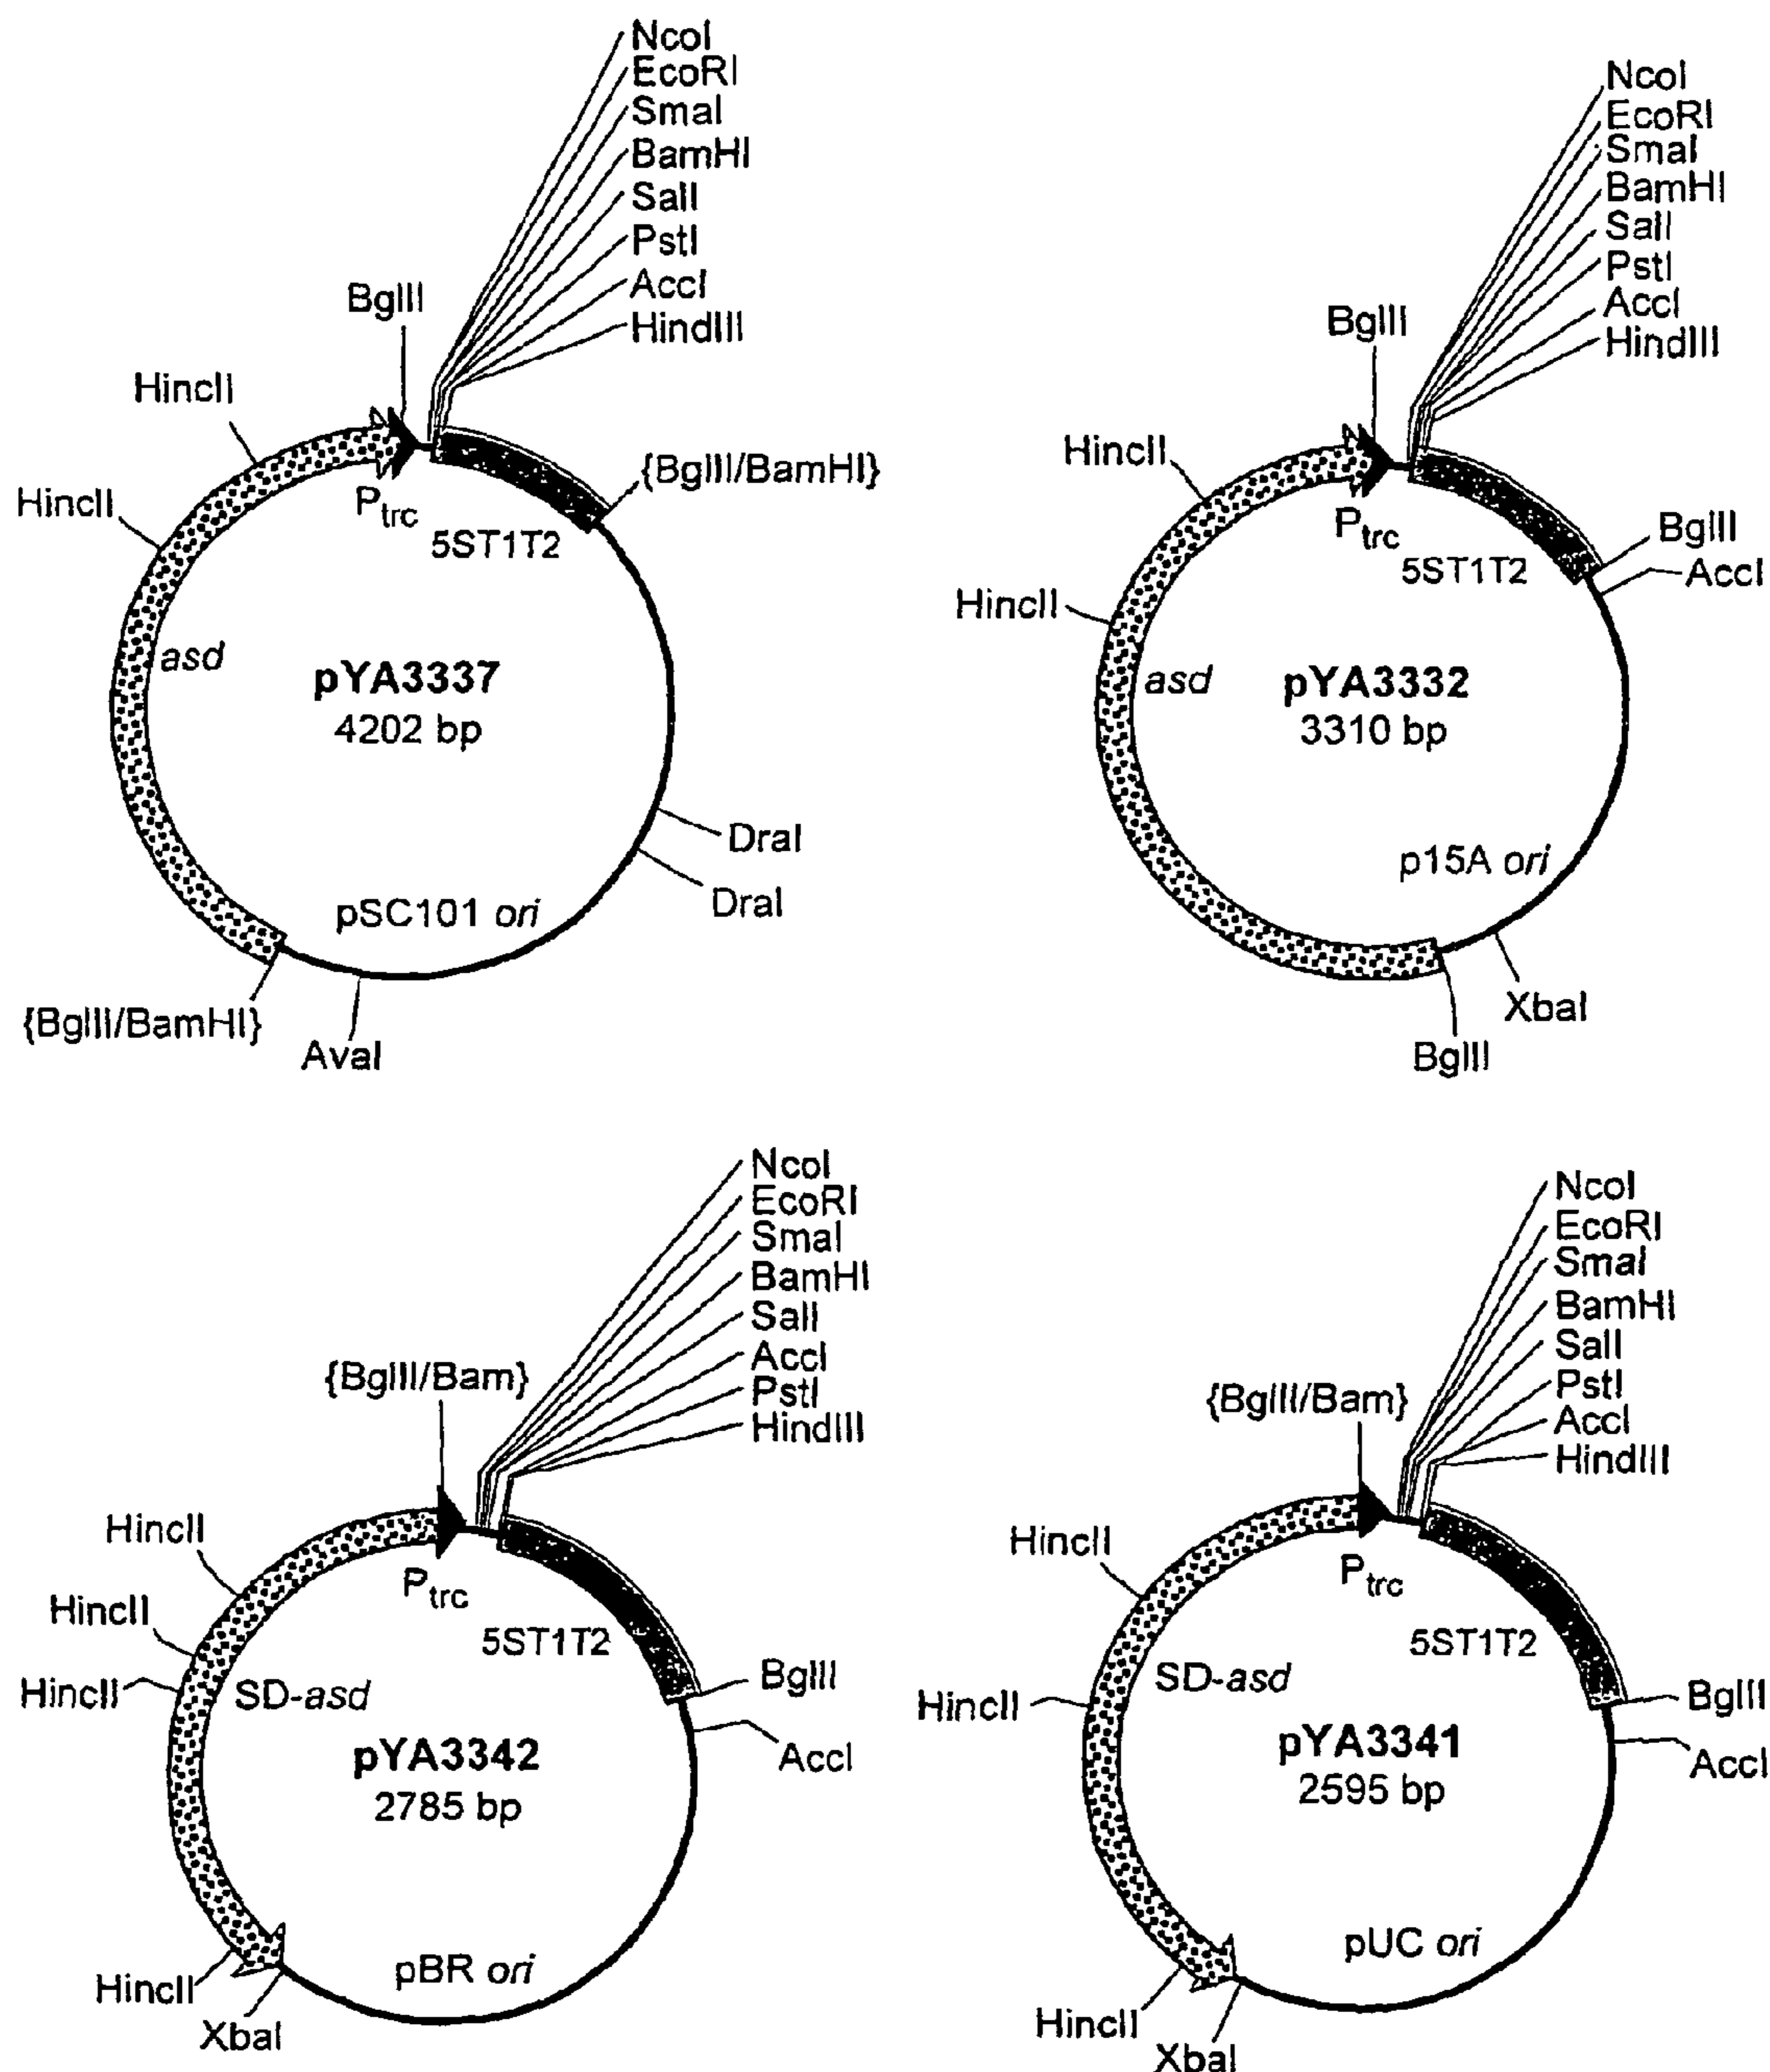 NcoI
EcoRI
SmaI
BamHI
SalI
PstI
AccI
HindIII
BglII
HincII
HincII
{BglII/BamHI}
Ptrc
5ST1T2
asd
pYA3337
4202 bp
DraI
DraI
pSC101 ori
{BglII/BamHI}
AvaI
NcoI
EcoRI
SmaI
BamHI
SalI
PstI
AccI
HindIII
BglII
HincII
HincII
Ptrc
5ST1T2
BglII
AccI
asd
pYA3332
3310 bp
p15A ori
XbaI
BglII
NcoI
EcoRI
SmaI
BamHI
SalI
AccI
PstI
HindIII
{BglII/Bam}
HincII
HincII
HincII
Ptrc
5ST1T2
SD-asd
BglII
AccI
pYA3342
2785 bp
pBR ori
HincII
XbaI
NcoI
EcoRI
SmaI
BamHI
SalI
PstI
AccI
HindIII
{BglII/Bam}
HincII
HincII
Ptrc
5ST1T2
SD-asd
BglII
AccI
pYA3341
2595 bp
pUC ori
HincII
XbaI